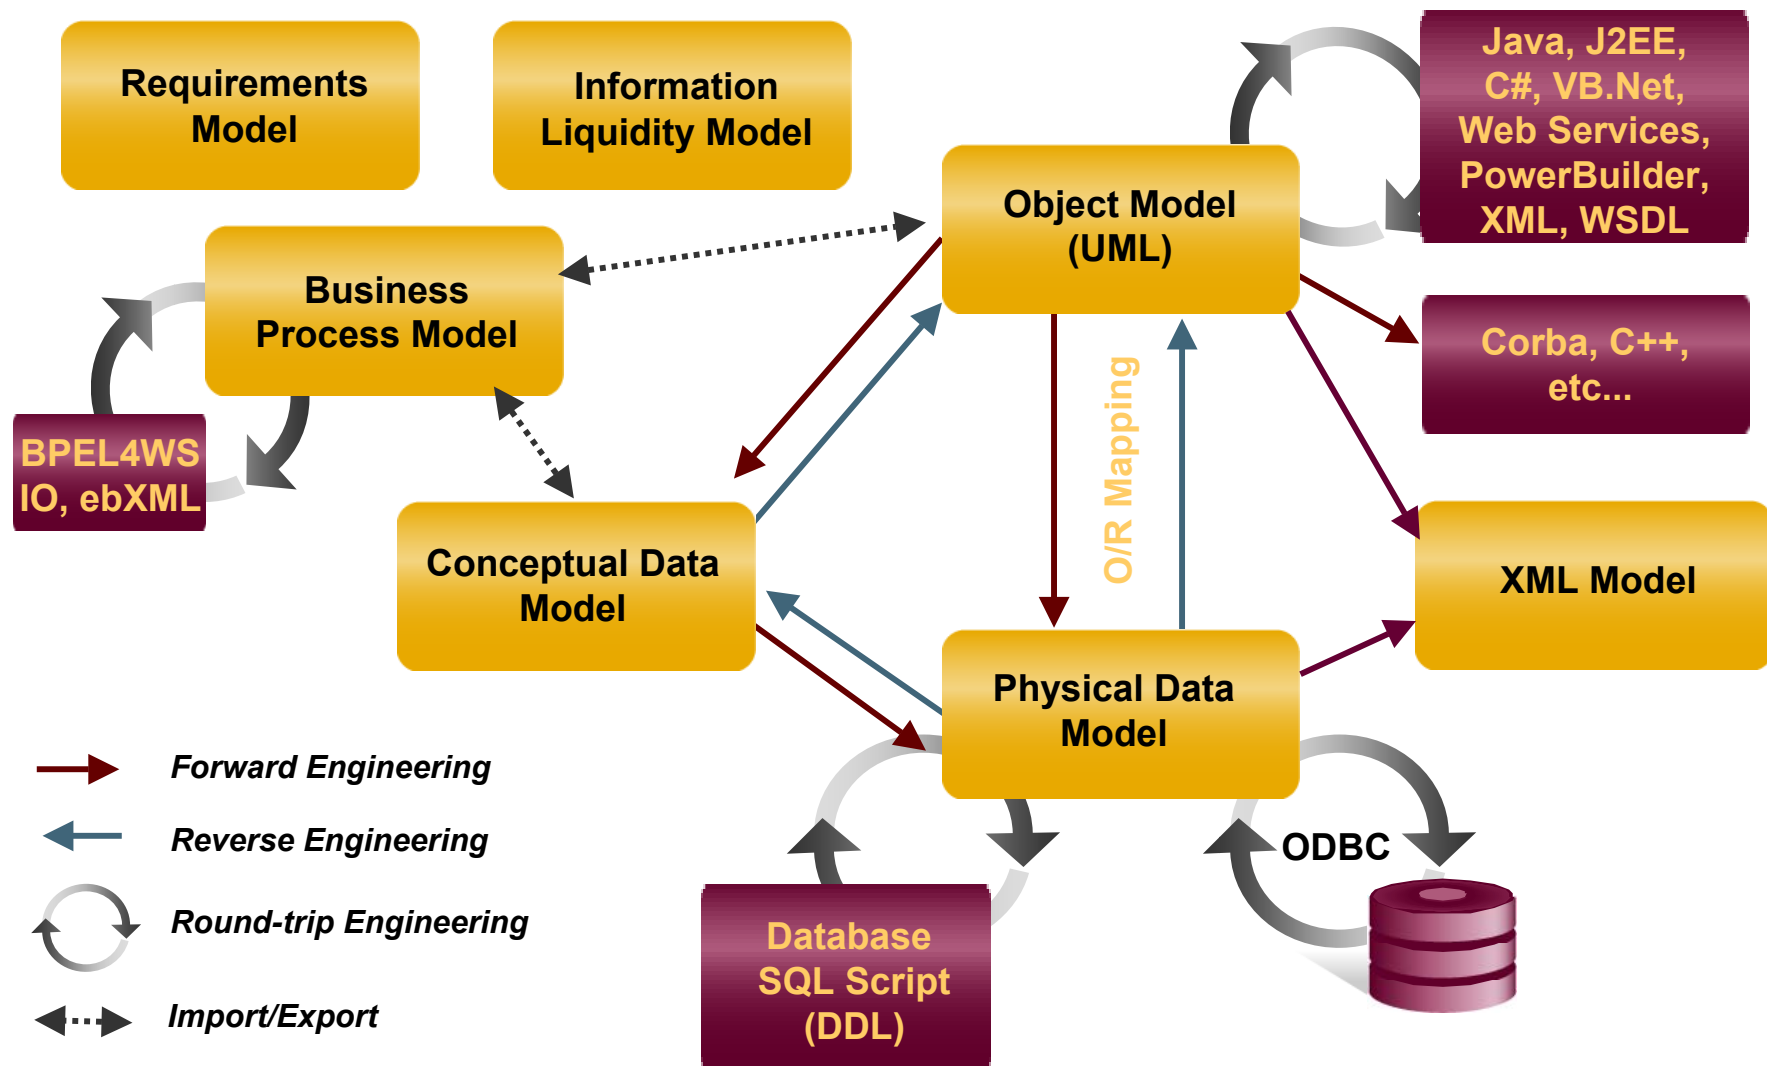 Requirements
Model
Information
Liquidity Model
Java, J2EE,
C#, VB.Net,
Web Services,
PowerBuilder,
XML, WSDL
Object Model
(UML)
Business
Process Model
Corba, C++,
etc...
BPEL4WS
IO, ebXML
O/R Mapping
Conceptual Data
Model
XML Model
Physical Data
Model
Forward Engineering
Reverse Engineering
Round-trip Engineering
Import/Export
ODBC
Database
SQL Script
(DDL)